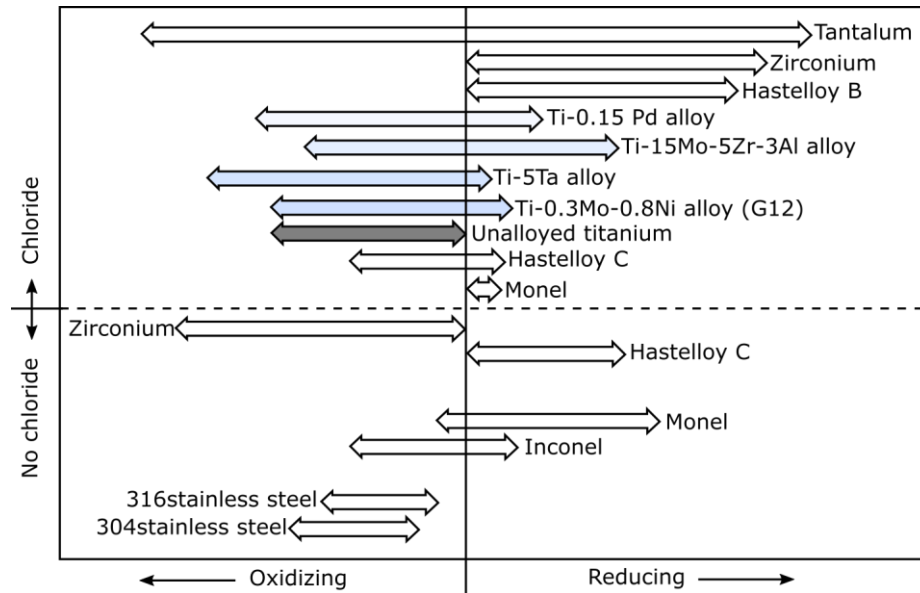 Tantalum
Zirconium
Hastelloy B
Ti-0.15 Pd alloy
Ti-15Mo-5Zr-3Al alloy
Ti-5Ta alloy
Ti-0.3Mo-0.8Ni alloy (G12)
Unalloyed titanium
Hastelloy C
Monel
Chloride
Zirconium
Hastelloy C
Monel
Inconel
316stainless steel
304stainless steel
No chloride
Oxidizing
Reducing